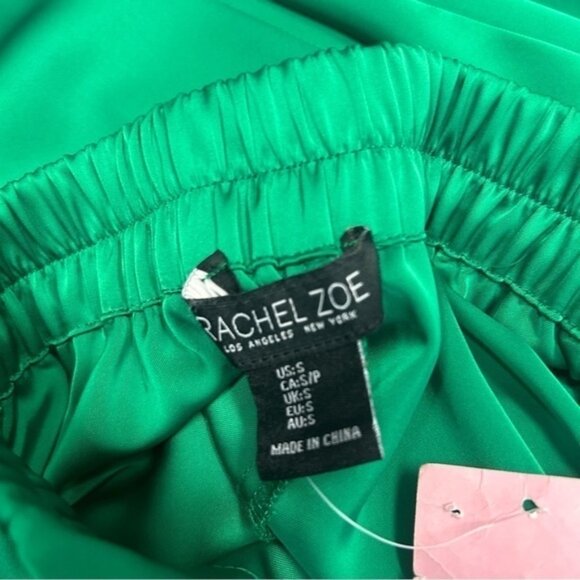 RACHEL ZOE
LOS ANGELES NEW YORK
US:S
CA:S/P
UK:S
EU:S
AU:S
MADE IN CHINA